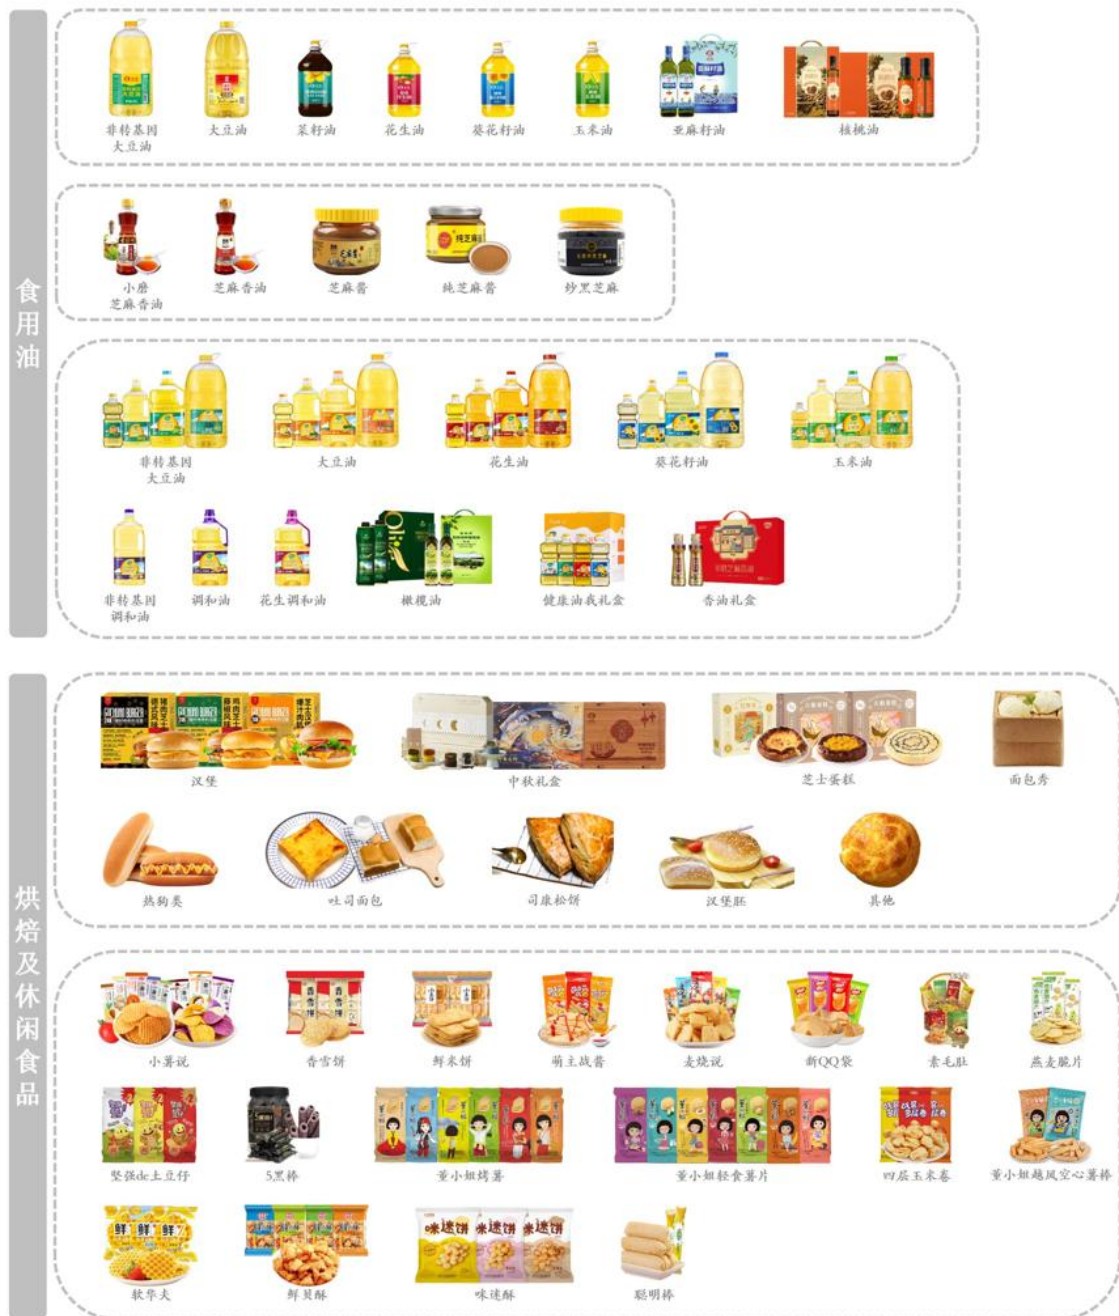 食用油
非转基因
大豆油
大豆油
菜籽油
花生油
葵花籽油
玉米油
亚麻籽油
核桃油
小磨
芝麻香油
芝麻香油
芝麻酱
纯芝麻酱
炒黑芝麻
非转基因
大豆油
大豆油
花生油
葵花籽油
玉米油
非转基因
调和油
调和油
花生调和油
橄榄油
健康油我礼盒
香油礼盒
烘焙及休闲食品
汉堡
中秋礼盒
芝士蛋糕
面包秀
热狗类
吐司面包
司康松饼
汉堡胚
其他
小薯说
香雪饼
鲜米饼
萌主战酱
麦烧说
新QQ袋
素毛肚
燕麦脆片
坚强de土豆仔
5黑棒
董小姐烤薯
董小姐轻食薯片
四层玉米卷
董小姐越风空心薯棒
软华夫
鲜贝酥
咪迷酥
聪明棒